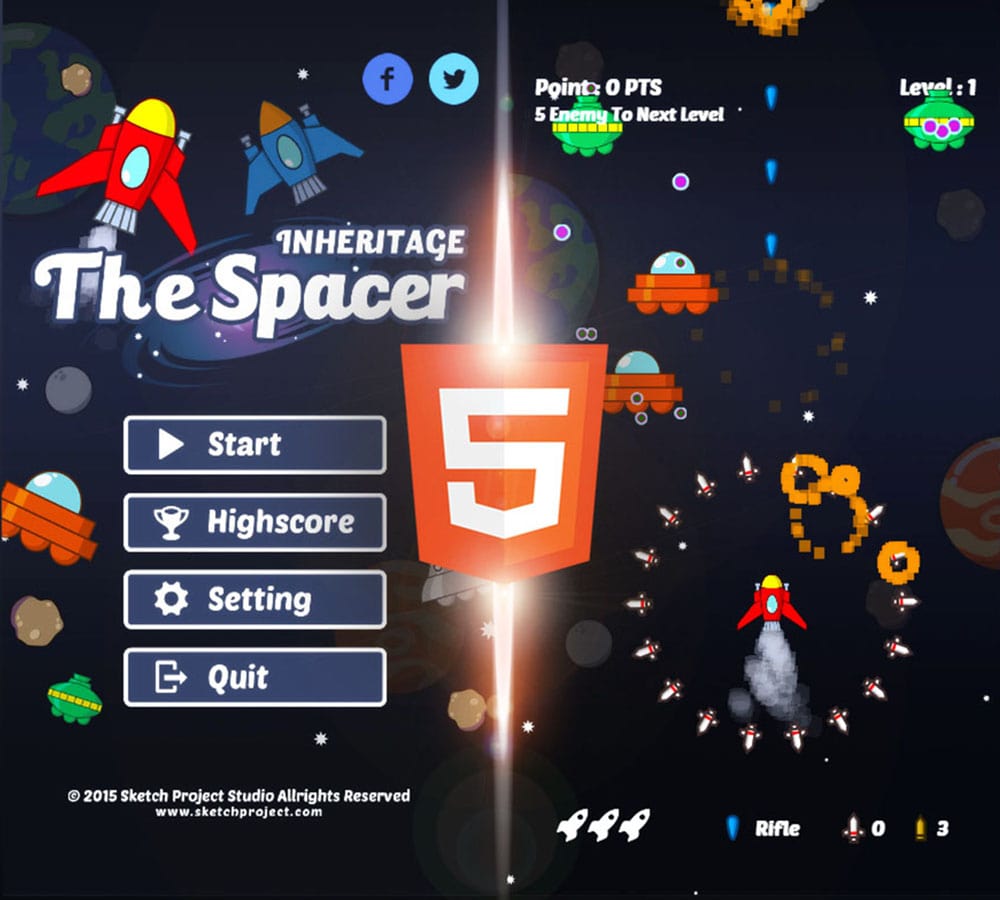 INHERITAGE
The Spacer
Start
Highscore
Setting
Quit
© 2015 Sketch Project Studio Allrights Reserved
www.sketchproject.com
5
Point : 0 PTS
Level : 1
5 Enemy To Next Level
Rifle
0
3